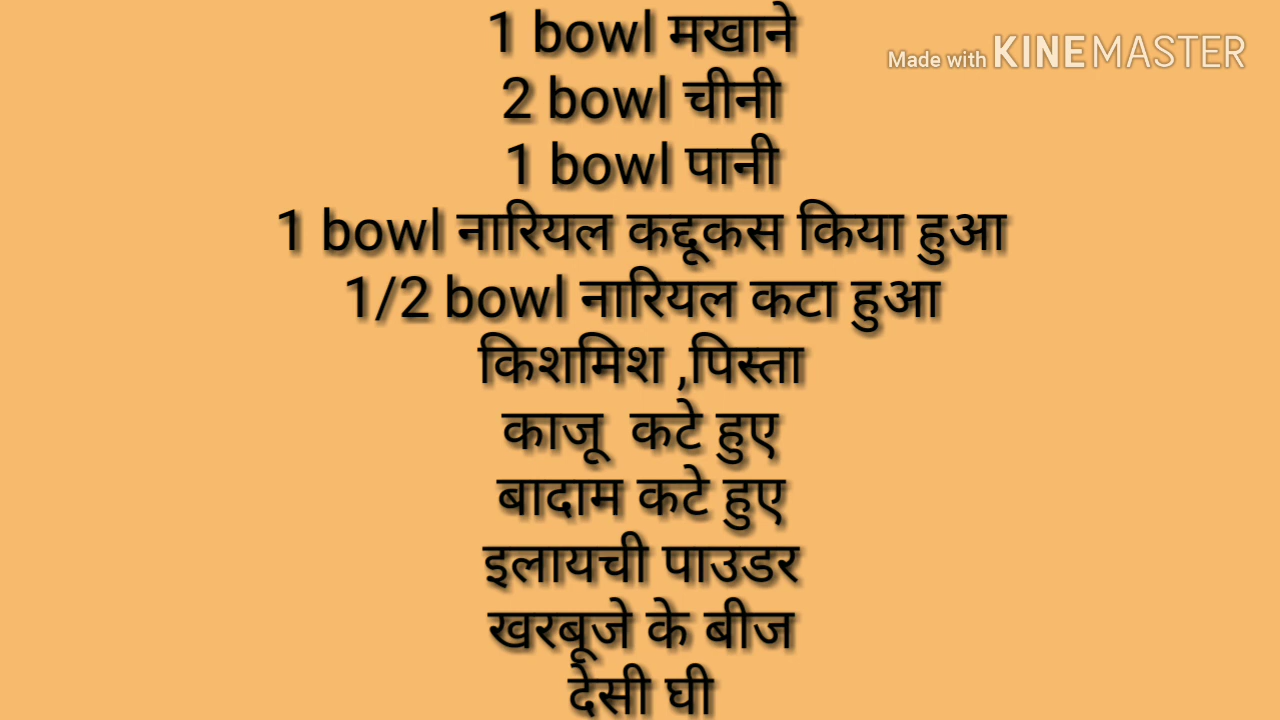 1 bowl मखाने
Made with KINEMASTER
2 bowl चीनी
1 bowl पानी
1 bowl नारियल कद्दूकस किया हुआ
1/2 bowl नारियल कटा हुआ
किशमिश ,पिस्ता
काजू  कटे हुए
बादाम कटे हुए
इलायची पाउडर
खरबूजे के बीज
देसी घी